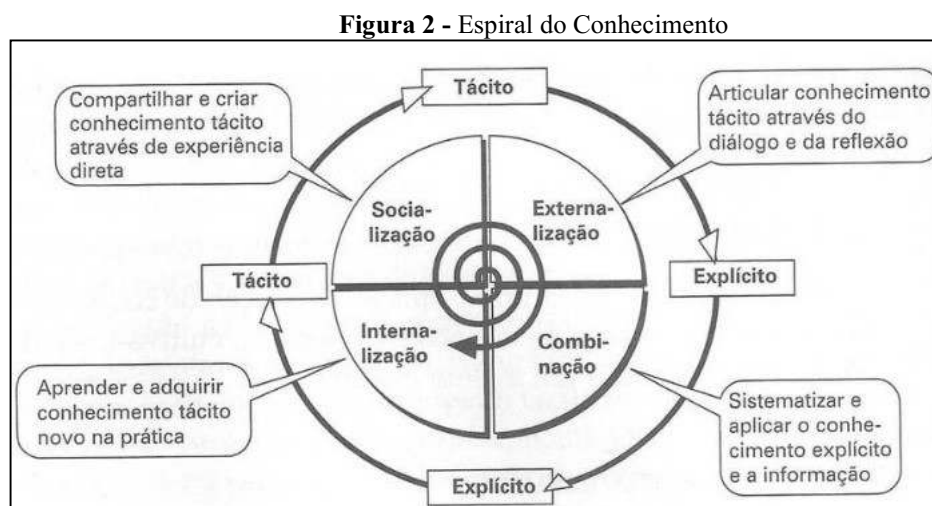 Figura 2 - Espiral do Conhecimento
Tácito
Compartilhar e criar
conhecimento tácito
através de experiência
direta
Articular conhecimento
tácito através do
diálogo e da reflexão
Socia-
lização
Externa-
lização
Tácito
Explícito
Interna-
lização
Combi-
nação
Aprender e adquirir
conhecimento tácito
novo na prática
Sistematizar e
aplicar o conhe-
cimento explícito
e a informação
Explícito